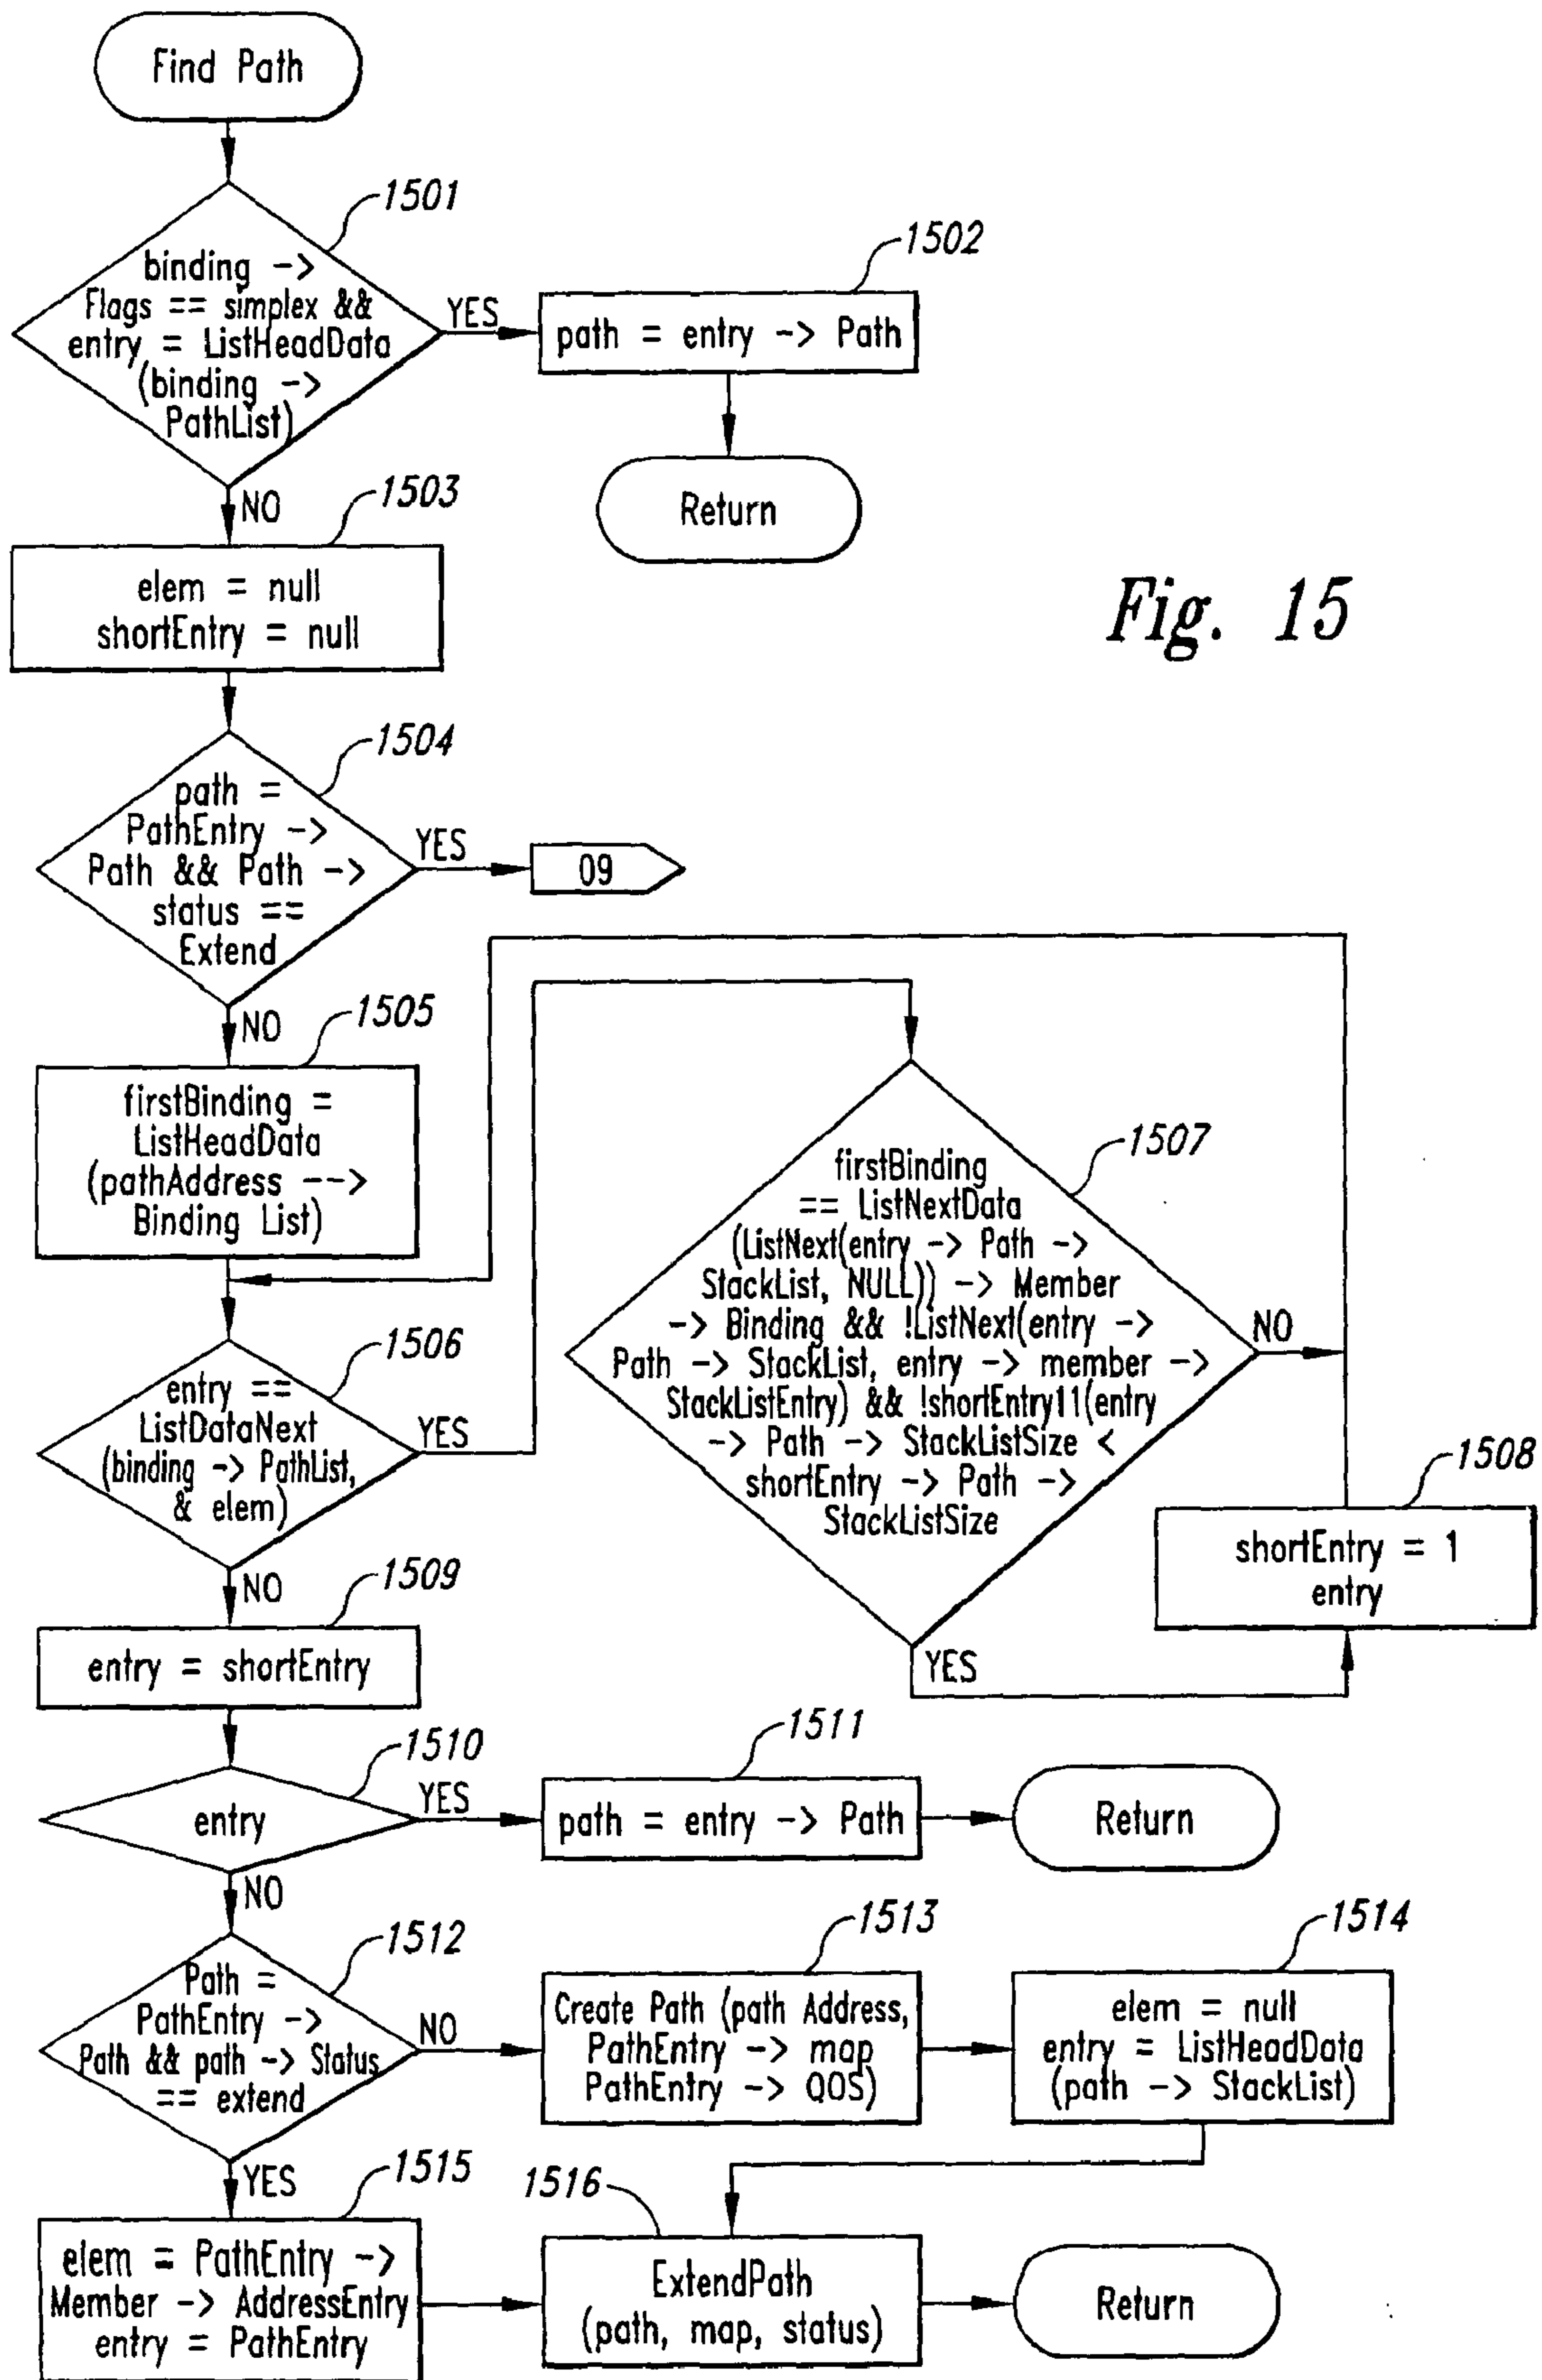 Find Path
1501
binding ->
Flags == simplex &&
entry = ListHeadData
(binding ->
PathList)
YES
1502
path = entry -> Path
Return
NO
1503
elem = null
shortEntry = null
Fig. 15
1504
path =
PathEntry ->
Path && Path ->
status ==
Extend
YES
09
NO
1505
firstBinding =
ListHeadData
(pathAddress -->
Binding List)
1506
entry ==
ListDataNext
(binding -> PathList,
& elem)
YES
1507
firstBinding
== ListNextData
(ListNext(entry -> Path ->
StackList, NULL)) -> Member
-> Binding && !ListNext(entry ->
Path -> StackList, entry -> member ->
StackListEntry) && !shortEntry11(entry
-> Path -> StackListSize <
shortEntry -> Path ->
StackListSize
NO
YES
1508
shortEntry = 1
entry
NO
1509
entry = shortEntry
1510
entry
YES
1511
path = entry -> Path
Return
NO
1512
Path =
PathEntry ->
Path && path -> Status
== extend
NO
1513
Create Path (path Address,
PathEntry -> map
PathEntry -> QOS)
1514
elem = null
entry = ListHeadData
(path -> StackList)
YES
1515
elem = PathEntry ->
Member -> AddressEntry
entry = PathEntry
1516
ExtendPath
(path, map, status)
Return